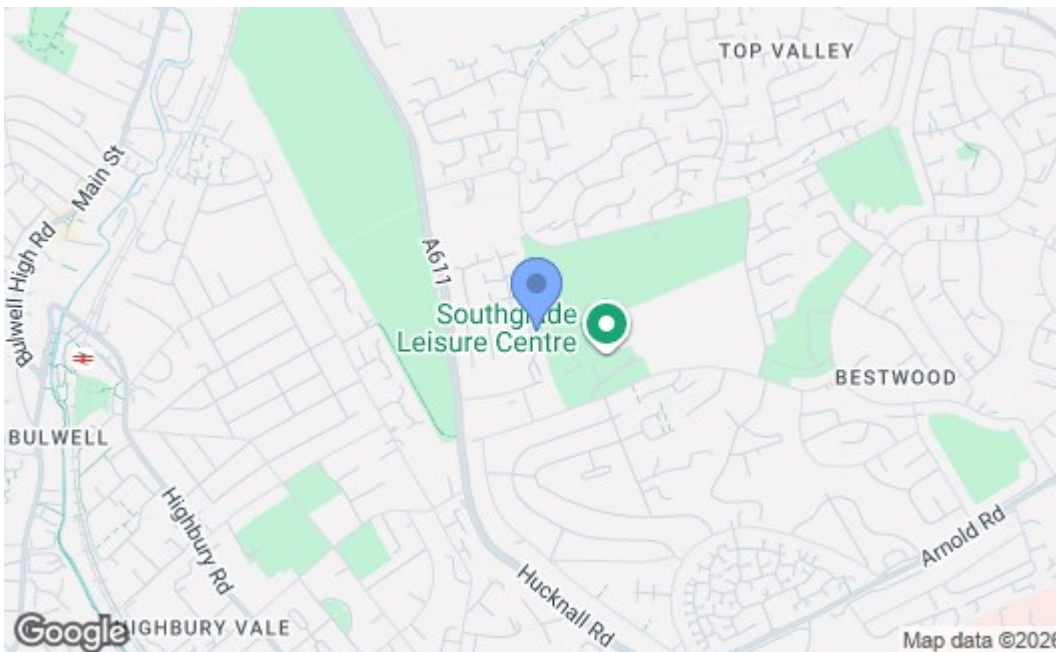 TOP VALLEY
Main St
Bulwell High Rd
A611
Southglade
Leisure Centre
BESTWOOD
BULWELL
Highbury Rd
Arnold Rd
Hucknall Rd
HIGHBURY VALE
Google
Map data ©2026